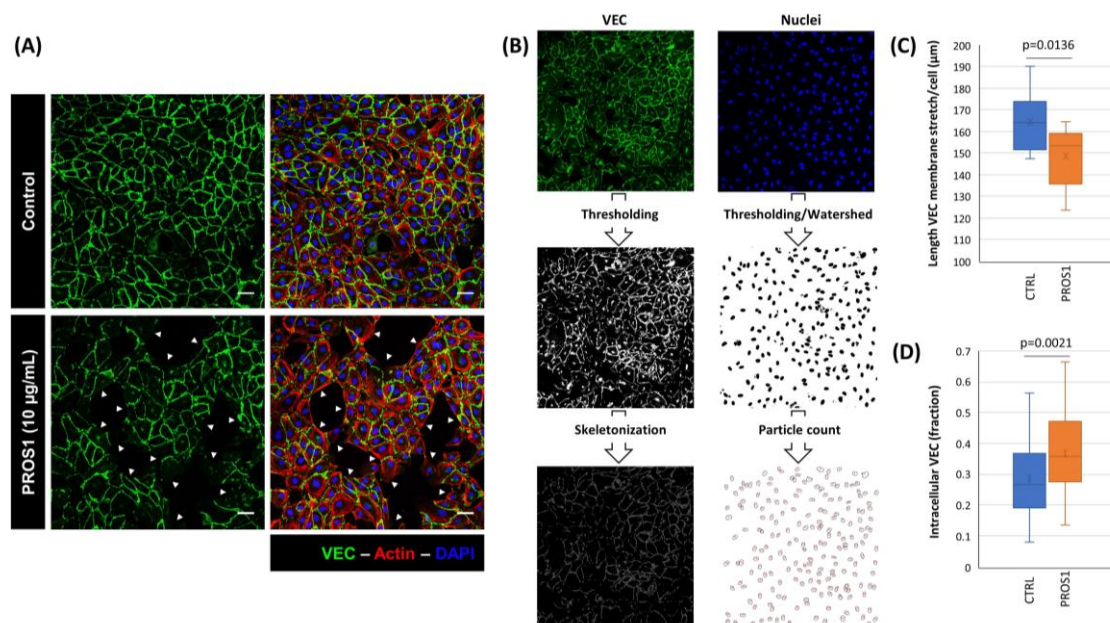 (A)
Control
PROS1 (10 µg/mL)
VEC – Actin – DAPI
(B)
VEC
Nuclei
Thresholding
Thresholding/Watershed
Skeletonization
Particle count
(C)
Length VEC membrane stretch/cell (µm)
200
190
180
170
160
150
140
130
120
110
100
p=0.0136
CTRL
PROS1
(D)
Intracellular VEC (fraction)
0.7
0.6
0.5
0.4
0.3
0.2
0.1
0
p=0.0021
CTRL
PROS1